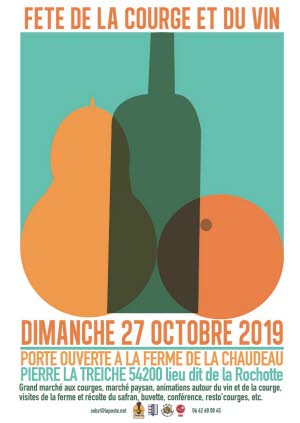 FETE DE LA COURGE ET DU VIN
DIMANCHE 27 OCTOBRE 2019
PORTE OUVERTE A LA FERME DE LA CHAUDEAU
PIERRE LA TREICHE 54200 lieu dit de la Rochotte
Grand marché aux courges, marché paysan, animations autour du vin et de la courge,
visites de la ferme et récolte du safran, buvette, conférence, resto'courges, etc.
06 62 60 08 45